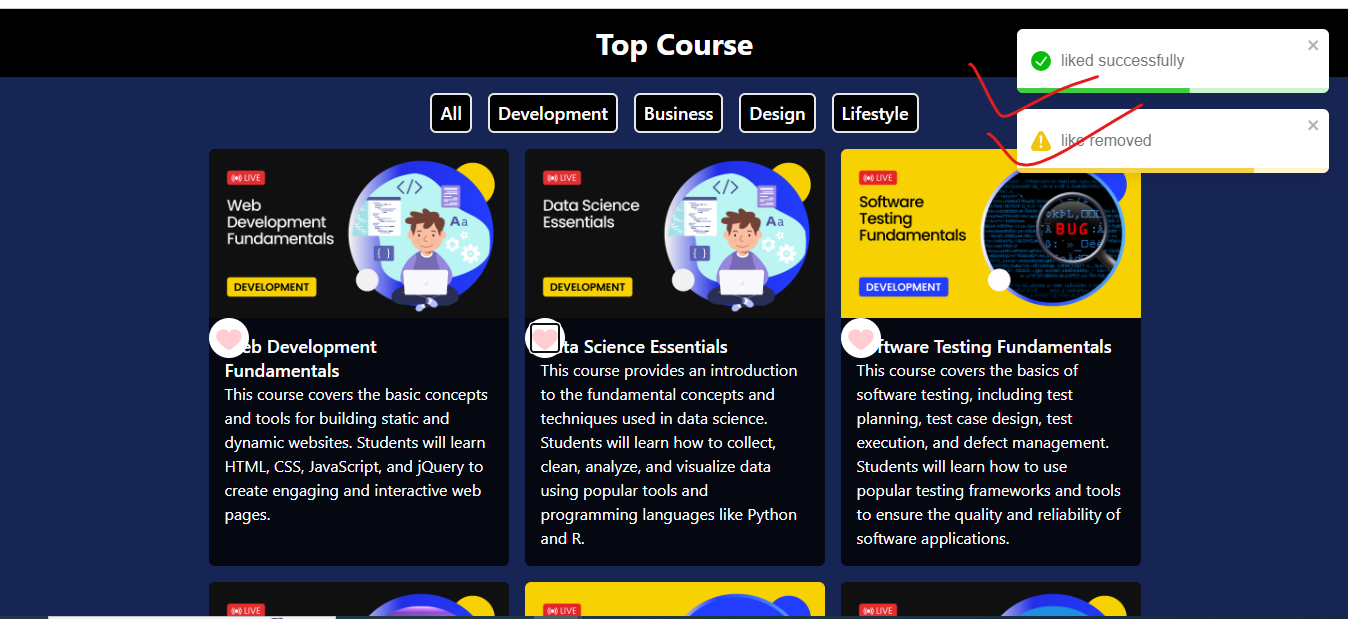 Top Course
liked successfully
like removed
All Development Business Design Lifestyle
LIVE
Web
Development
Fundamentals
</>
Aa
{ }
DEVELOPMENT
LIVE
Data Science
Essentials
</>
Aa
{ }
DEVELOPMENT
LIVE
Software
Testing
Fundamentals
BUG
DEVELOPMENT
Development
Fundamentals
This course covers the basic concepts
and tools for building static and
dynamic websites. Students will learn
HTML, CSS, JavaScript, and jQuery to
create engaging and interactive web
pages.
Science Essentials
This course provides an introduction
to the fundamental concepts and
techniques used in data science.
Students will learn how to collect,
clean, analyze, and visualize data
using popular tools and
programming languages like Python
and R.
Testing Fundamentals
This course covers the basics of
software testing, including test
planning, test case design, test
execution, and defect management.
Students will learn how to use
popular testing frameworks and tools
to ensure the quality and reliability of
software applications.
LIVE
LIVE
LIVE